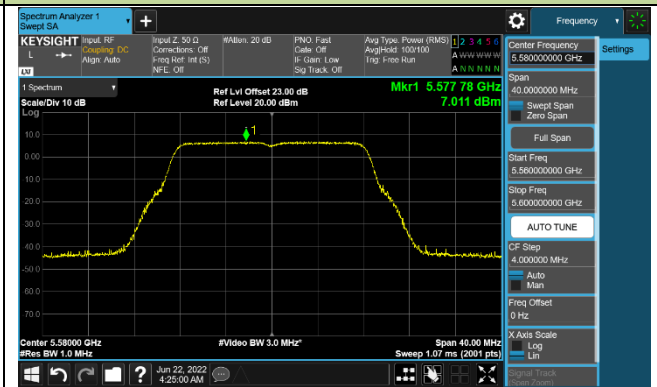 Spectrum Analyzer 1
Swept SA
+
Frequency
KEYSIGHT
L
LXI
Input: RF
Coupling: DC
Align: Auto
Input Z: 50 Ω
Corrections: Off
Freq Ref: Int (S)
NFE: Off
#Atten: 20 dB
PNO: Fast
Gate: Off
IF Gain: Low
Sig Track: Off
Avg Type: Power (RMS)
Avg|Hold: 100/100
Trig: Free Run
1 2 3 4 5 6
A W W W W W
A N N N N N
1 Spectrum
Scale/Div 10 dB
Log
Ref Lvl Offset 23.00 dB
Ref Level 20.00 dBm
Mkr1 5.577 78 GHz
7.011 dBm
1
10.0
0.00
10.0
20.0
30.0
40.0
-50.0
60.0
70.0
Center 5.58000 GHz
#Res BW 1.0 MHz
#Video BW 3.0 MHz*
Span 40.00 MHz
Sweep 1.07 ms (2001 pts)
Center Frequency
5.580000000 GHz
Settings
Span
40.0000000 MHz
Swept Span
Zero Span
Full Span
Start Freq
5.560000000 GHz
Stop Freq
5.600000000 GHz
AUTO TUNE
CF Step
4.000000 MHz
Auto
Man
Freq Offset
0 Hz
X Axis Scale
Log
Lin
Signal Track
(Span Zoom)
?
Jun 22, 2022
4:25:00 AM